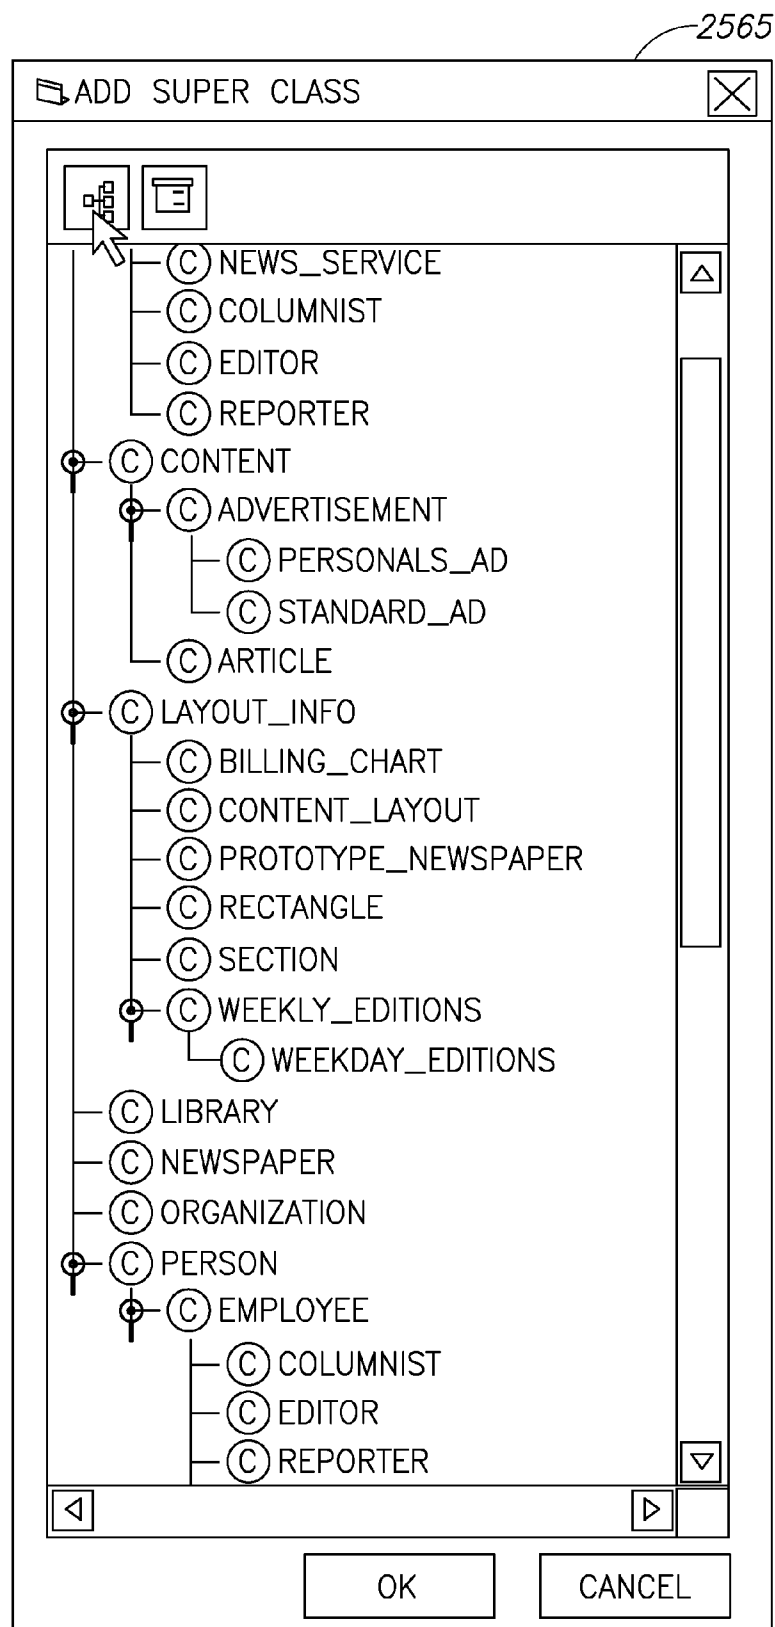 2565
ADD SUPER CLASS
C NEWS_SERVICE
C COLUMNIST
C EDITOR
C REPORTER
C CONTENT
C ADVERTISEMENT
C PERSONALS_AD
C STANDARD_AD
C ARTICLE
C LAYOUT_INFO
C BILLING_CHART
C CONTENT_LAYOUT
C PROTOTYPE_NEWSPAPER
C RECTANGLE
C SECTION
C WEEKLY_EDITIONS
C WEEKDAY_EDITIONS
C LIBRARY
C NEWSPAPER
C ORGANIZATION
C PERSON
C EMPLOYEE
C COLUMNIST
C EDITOR
C REPORTER
OK CANCEL